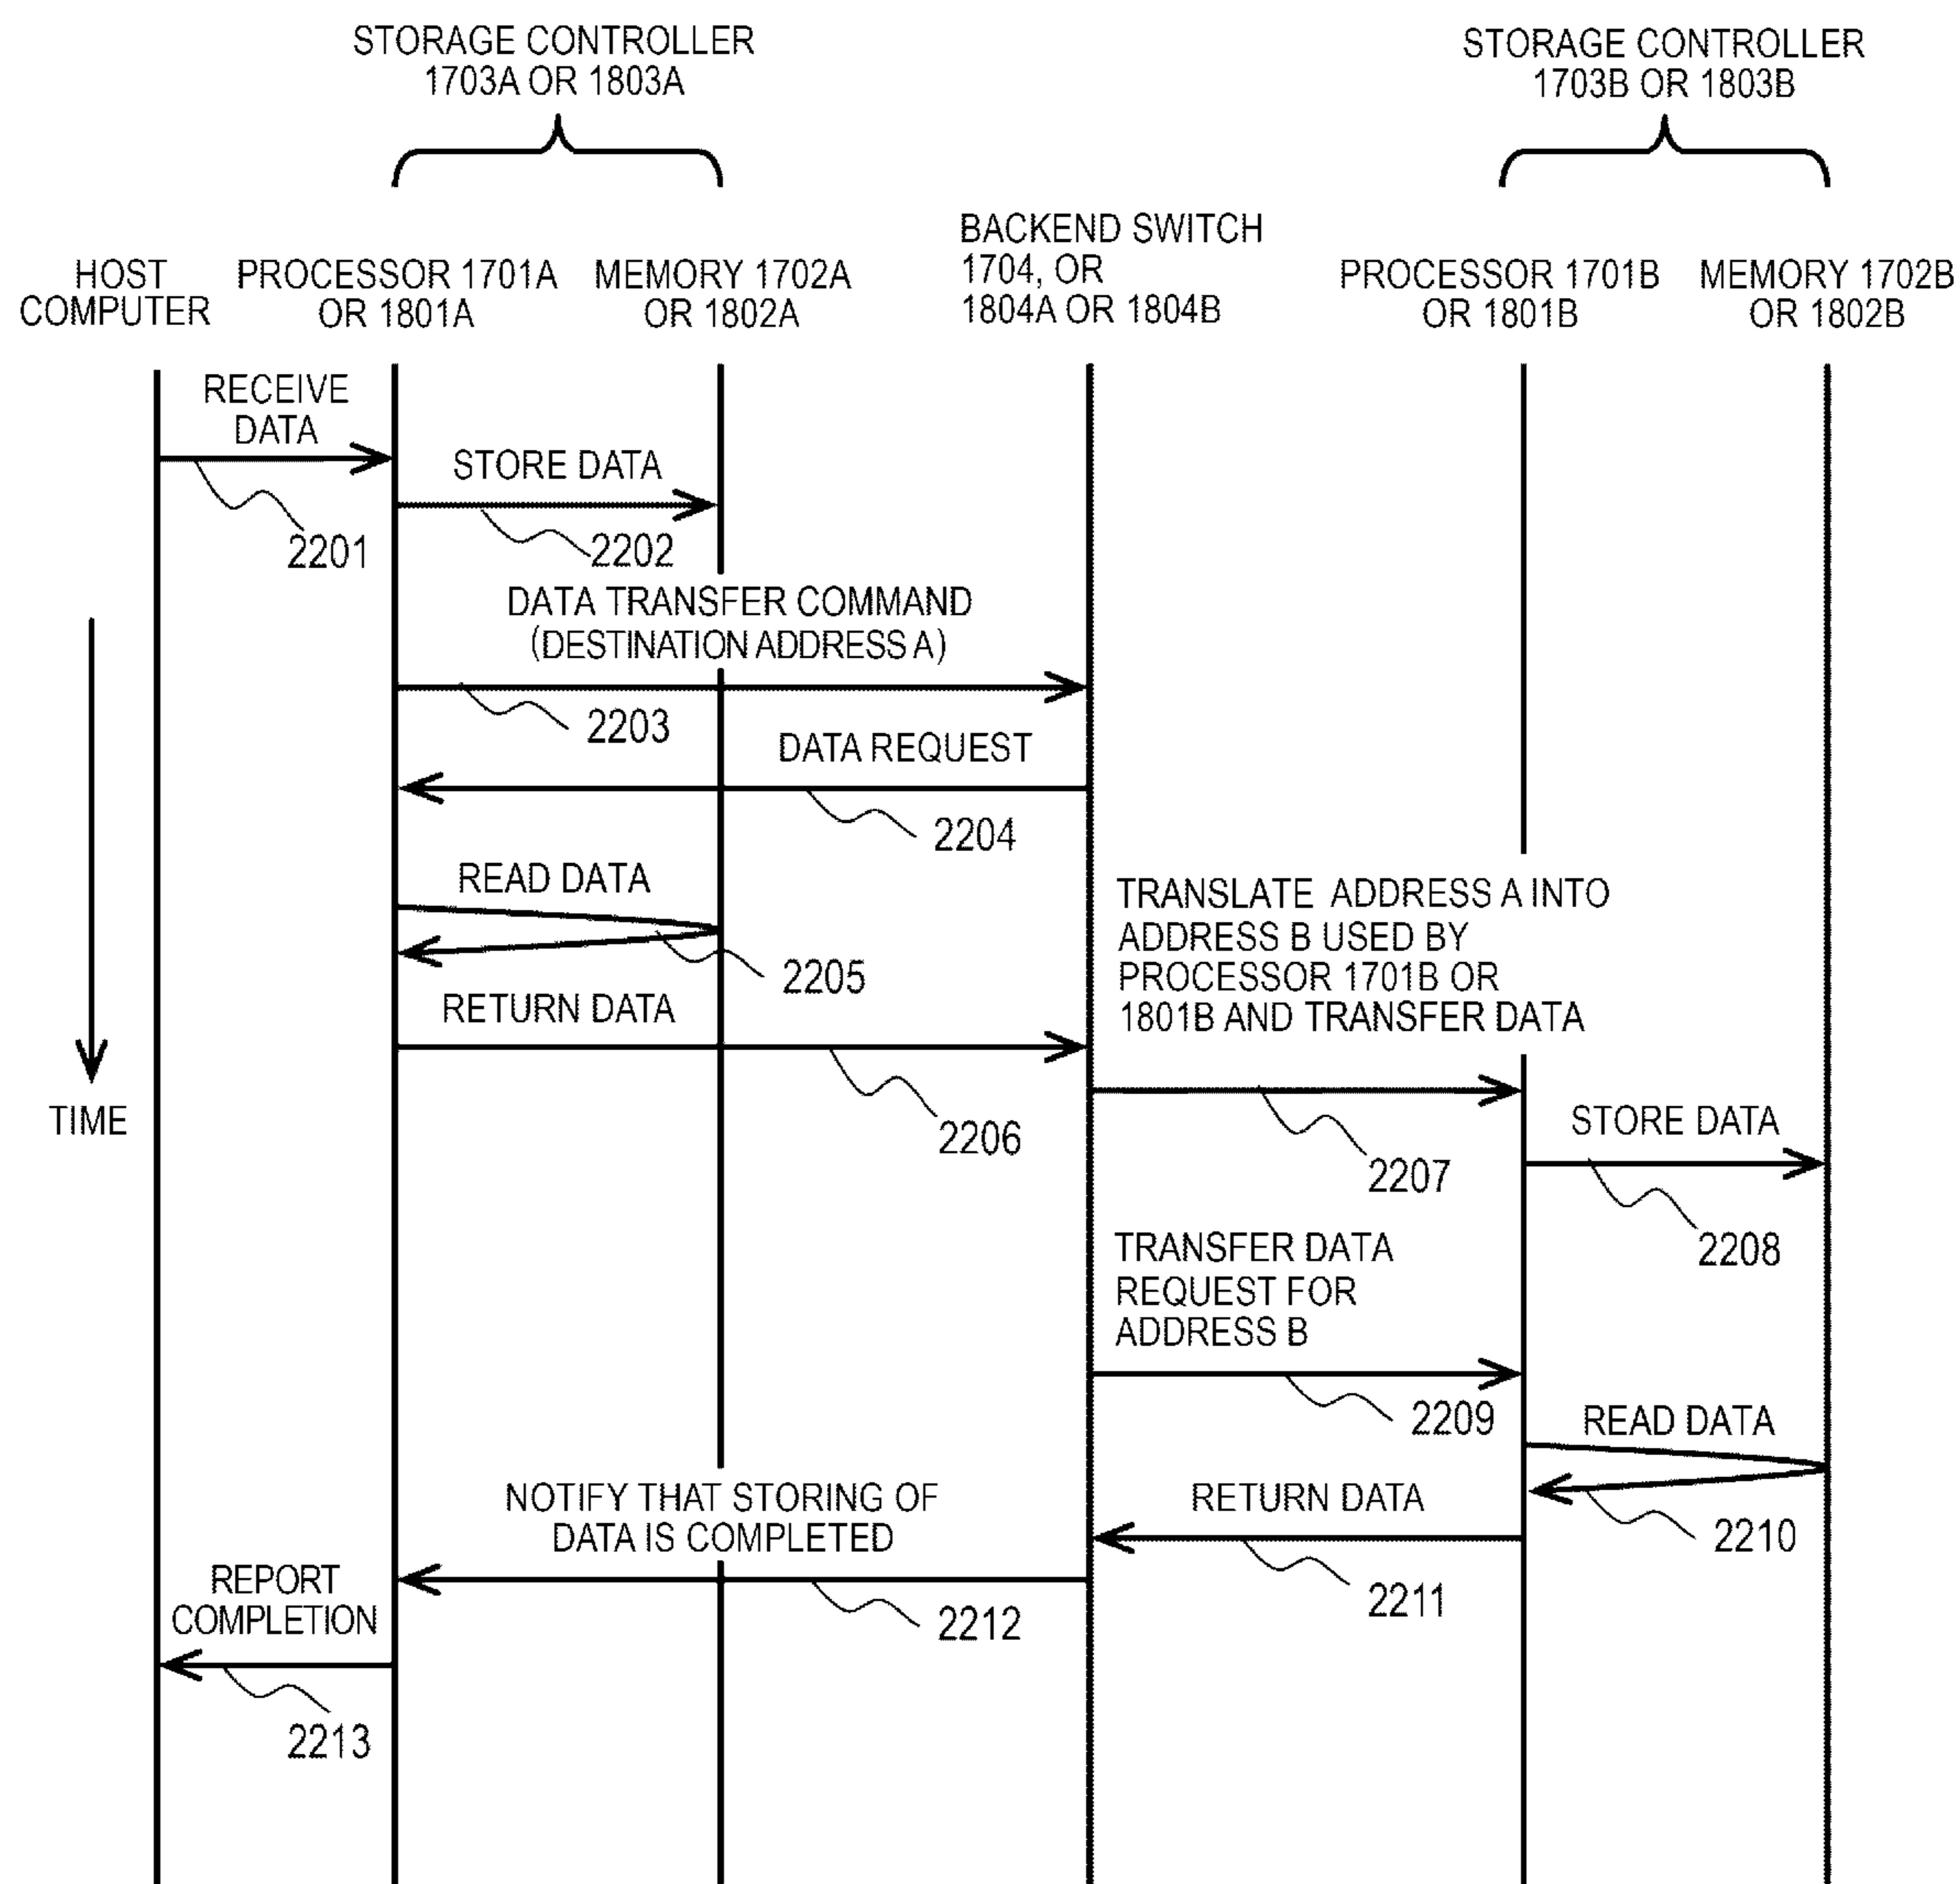 STORAGE CONTROLLER
1703A OR 1803A
STORAGE CONTROLLER
1703B OR 1803B
HOST
COMPUTER
PROCESSOR 1701A
OR 1801A
MEMORY 1702A
OR 1802A
BACKEND SWITCH
1704, OR
1804A OR 1804B
PROCESSOR 1701B
OR 1801B
MEMORY 1702B
OR 1802B
RECEIVE
DATA
2201
STORE DATA
2202
DATA TRANSFER COMMAND
(DESTINATION ADDRESS A)
2203
DATA REQUEST
2204
READ DATA
2205
RETURN DATA
2206
TIME
TRANSLATE ADDRESS A INTO
ADDRESS B USED BY
PROCESSOR 1701B OR
1801B AND TRANSFER DATA
2207
STORE DATA
2208
TRANSFER DATA
REQUEST FOR
ADDRESS B
2209
READ DATA
2210
RETURN DATA
2211
NOTIFY THAT STORING OF
DATA IS COMPLETED
2212
REPORT
COMPLETION
2213